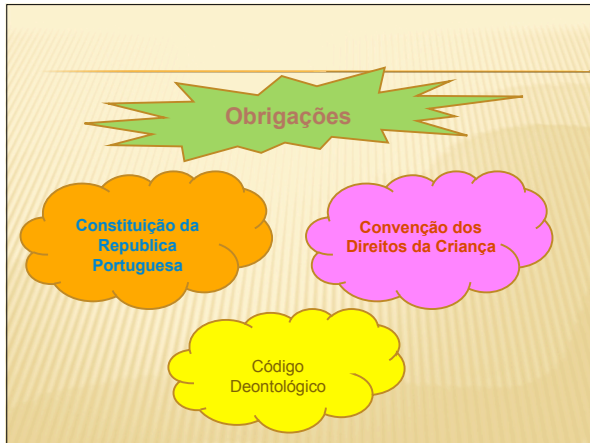 Obrigações
Constituição da
Republica
Portuguesa
Convenção dos
Direitos da Criança
Código
Deontológico